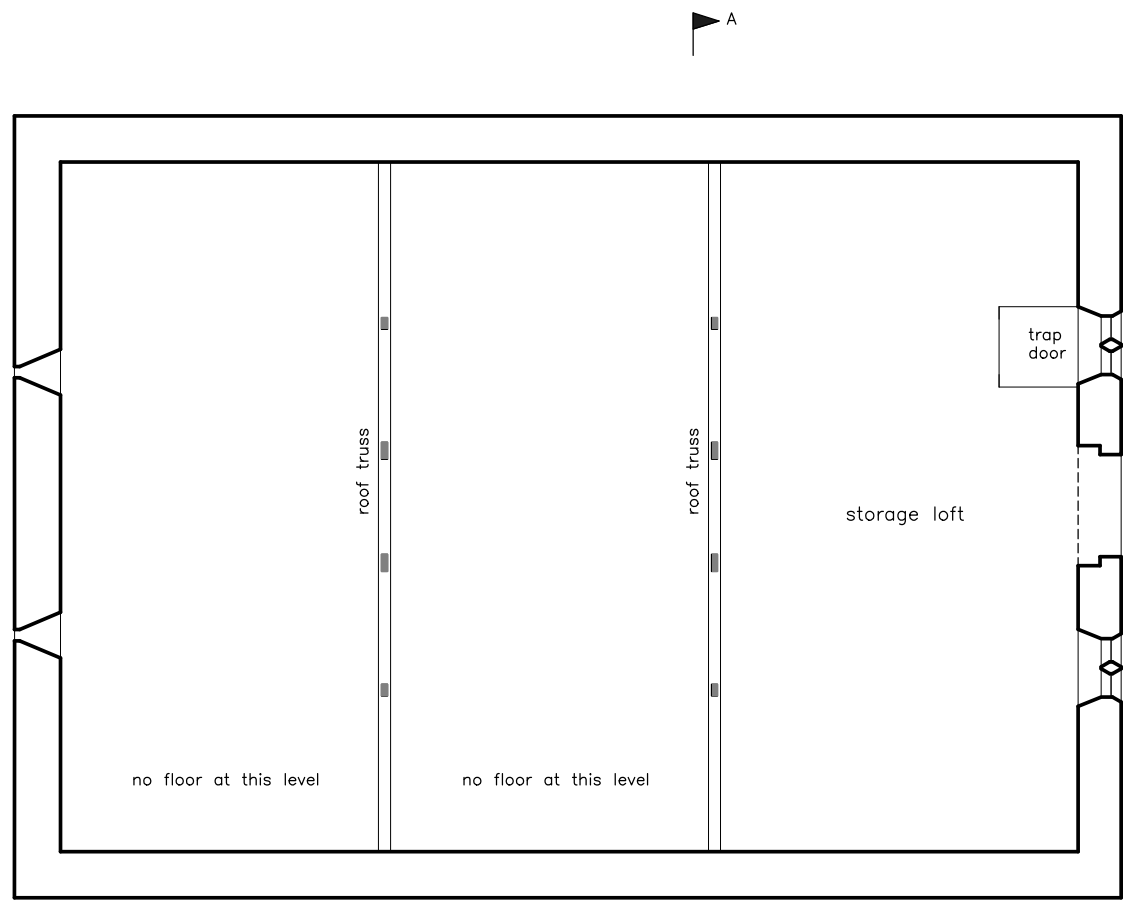 A
trap
door
roof truss
roof truss
storage loft
no floor at this level
no floor at this level